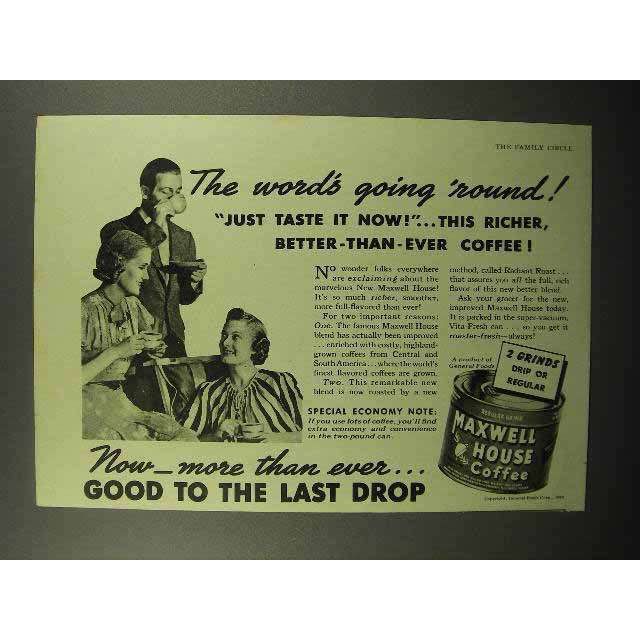 THE FAMILY CIRCLE
The word's going 'round!
"JUST TASTE IT NOW!"...THIS RICHER,
BETTER-THAN-EVER COFFEE!
NO wonder folks everywhere
are exclaiming about the
marvelous New Maxwell House!
It's so much richer, smoother,
more full-flavored than ever!
For two important reasons:
One. The famous Maxwell House
blend has actually been improved
... enriched with costly, highland-
grown coffees from Central and
South America...where the world's
finest flavored coffees are grown.
Two. This remarkable new
blend is now roasted by a new
method, called Radiant Roast...
that assures you all the full, rich
flavor of this new better blend.
Ask your grocer for the new,
improved Maxwell House today.
It is packed in the super-vacuum,
Vita Fresh can...so you get it
roaster-fresh—always!
SPECIAL ECONOMY NOTE:
If you use lots of coffee, you'll find
extra economy and convenience
in the two-pound can.
A product of
General Foods
2 GRINDS
DRIP OR
REGULAR
REGULAR GRIND
MAXWELL
HOUSE
Coffee
Now—more than ever...
GOOD TO THE LAST DROP
Copyright, General Foods Corp.,